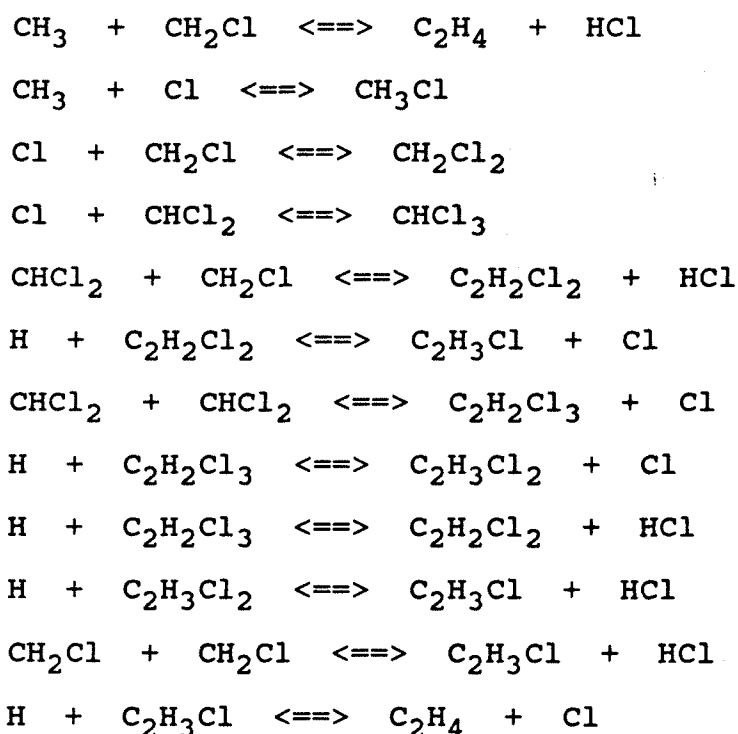 CH₃ + CH₂Cl <==> C₂H₄ + HCl
CH₃ + Cl <==> CH₃Cl
Cl + CH₂Cl <==> CH₂Cl₂
Cl + CHCl₂ <==> CHCl₃
CHCl₂ + CH₂Cl <==> C₂H₂Cl₂ + HCl
H + C₂H₂Cl₂ <==> C₂H₃Cl + Cl
CHCl₂ + CHCl₂ <==> C₂H₂Cl₃ + Cl
H + C₂H₂Cl₃ <==> C₂H₃Cl₂ + Cl
H + C₂H₂Cl₃ <==> C₂H₂Cl₂ + HCl
H + C₂H₃Cl₂ <==> C₂H₃Cl + HCl
CH₂Cl + CH₂Cl <==> C₂H₃Cl + HCl
H + C₂H₃Cl <==> C₂H₄ + Cl